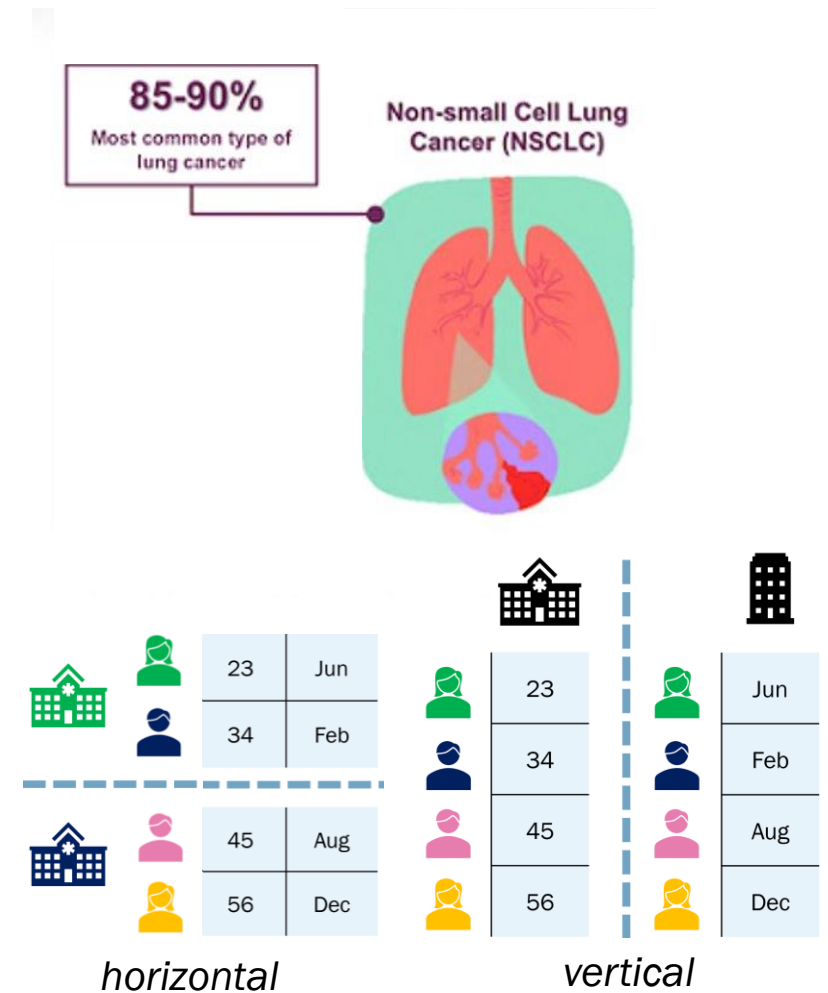 85-90%
Most common type of
lung cancer
Non-small Cell Lung
Cancer (NSCLC)
23 Jun
34 Feb
45 Aug
56 Dec
horizontal
23 Jun
34 Feb
45 Aug
56 Dec
vertical